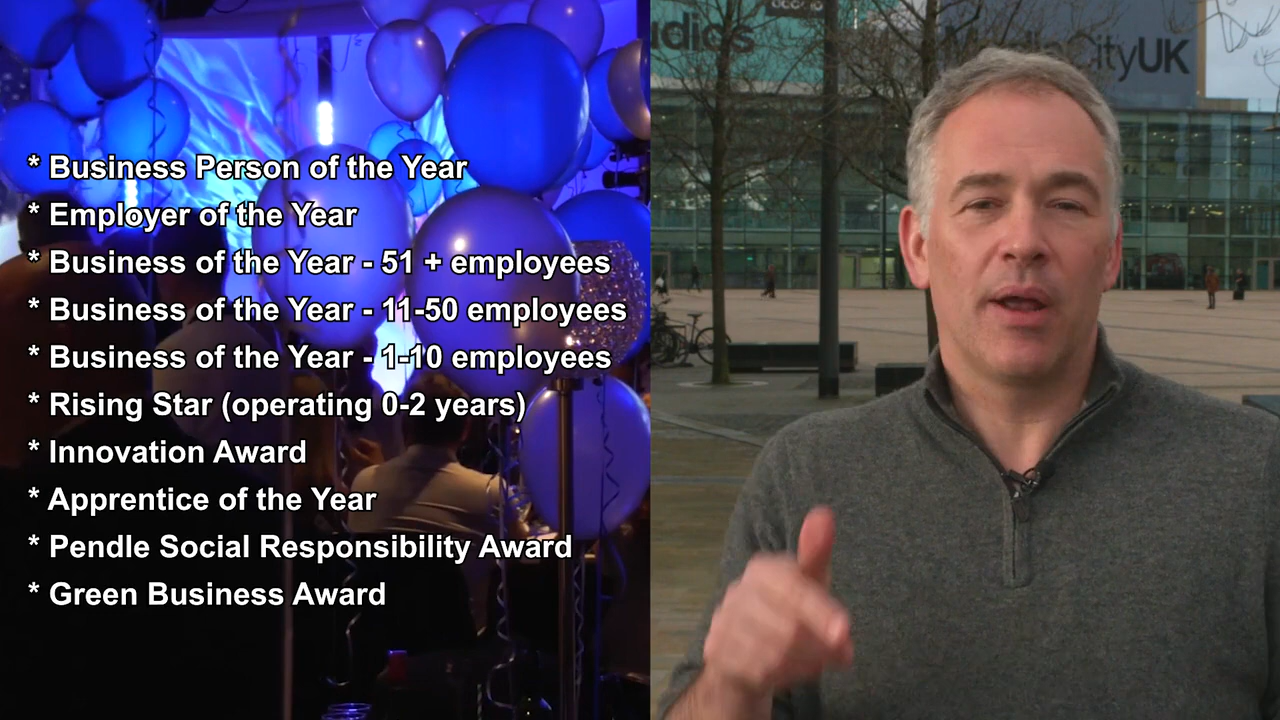 * Business Person of the Year
* Employer of the Year
* Business of the Year - 51 + employees
* Business of the Year - 11-50 employees
* Business of the Year - 1-10 employees
* Rising Star (operating 0-2 years)
* Innovation Award
* Apprentice of the Year
* Pendle Social Responsibility Award
* Green Business Award
MediaCityUK